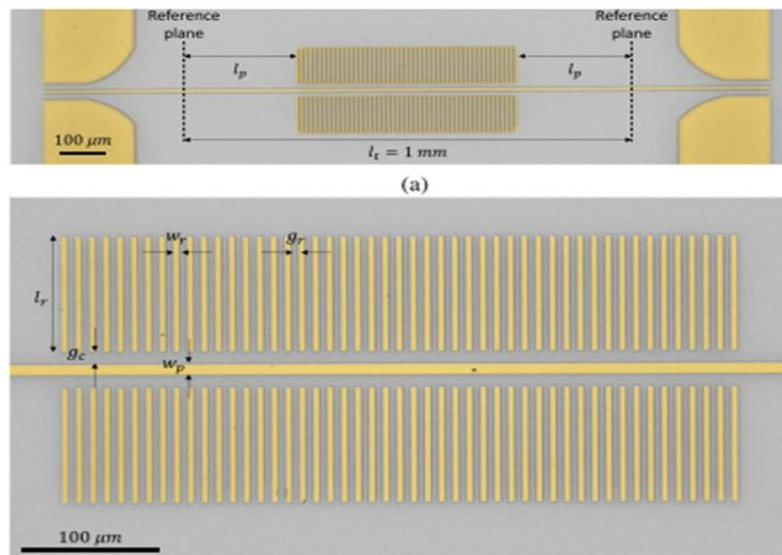 Reference plane
Reference plane
l_p
l_p
100 μm
l_t = 1 mm
(a)
w_r
g_r
l_r
g_c
w_p
100 μm